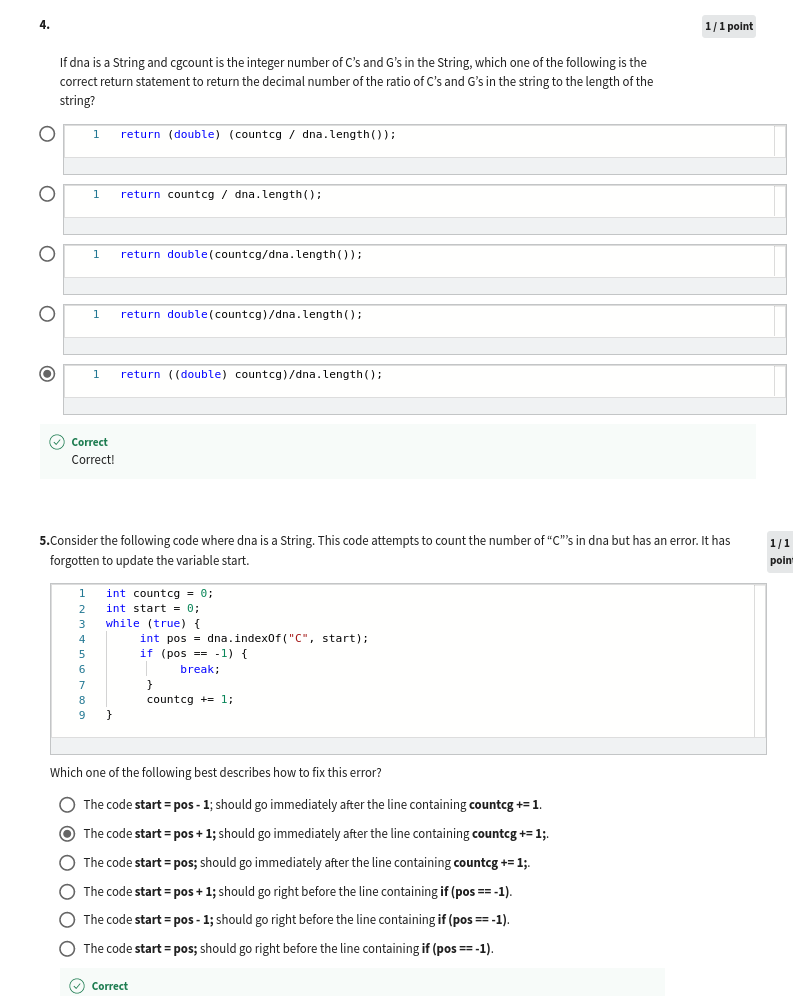 4.
1 / 1 point
If dna is a String and cgcount is the integer number of C’s and G’s in the String, which one of the following is the
correct return statement to return the decimal number of the ratio of C’s and G’s in the string to the length of the
string?
1 return (double) (countcg / dna.length());
1 return countcg / dna.length();
1 return double(countcg/dna.length());
1 return double(countcg)/dna.length();
1 return ((double) countcg)/dna.length();
Correct
Correct!
5.Consider the following code where dna is a String. This code attempts to count the number of “C”’s in dna but has an error. It has
forgotten to update the variable start.
1 / 1
point
1 int countcg = 0;
2 int start = 0;
3 while (true) {
4 int pos = dna.indexOf("C", start);
5 if (pos == -1) {
6 break;
7 }
8 countcg += 1;
9 }
Which one of the following best describes how to fix this error?
The code start = pos - 1; should go immediately after the line containing countcg += 1.
The code start = pos + 1; should go immediately after the line containing countcg += 1;.
The code start = pos; should go immediately after the line containing countcg += 1;.
The code start = pos + 1; should go right before the line containing if (pos == -1).
The code start = pos - 1; should go right before the line containing if (pos == -1).
The code start = pos; should go right before the line containing if (pos == -1).
Correct